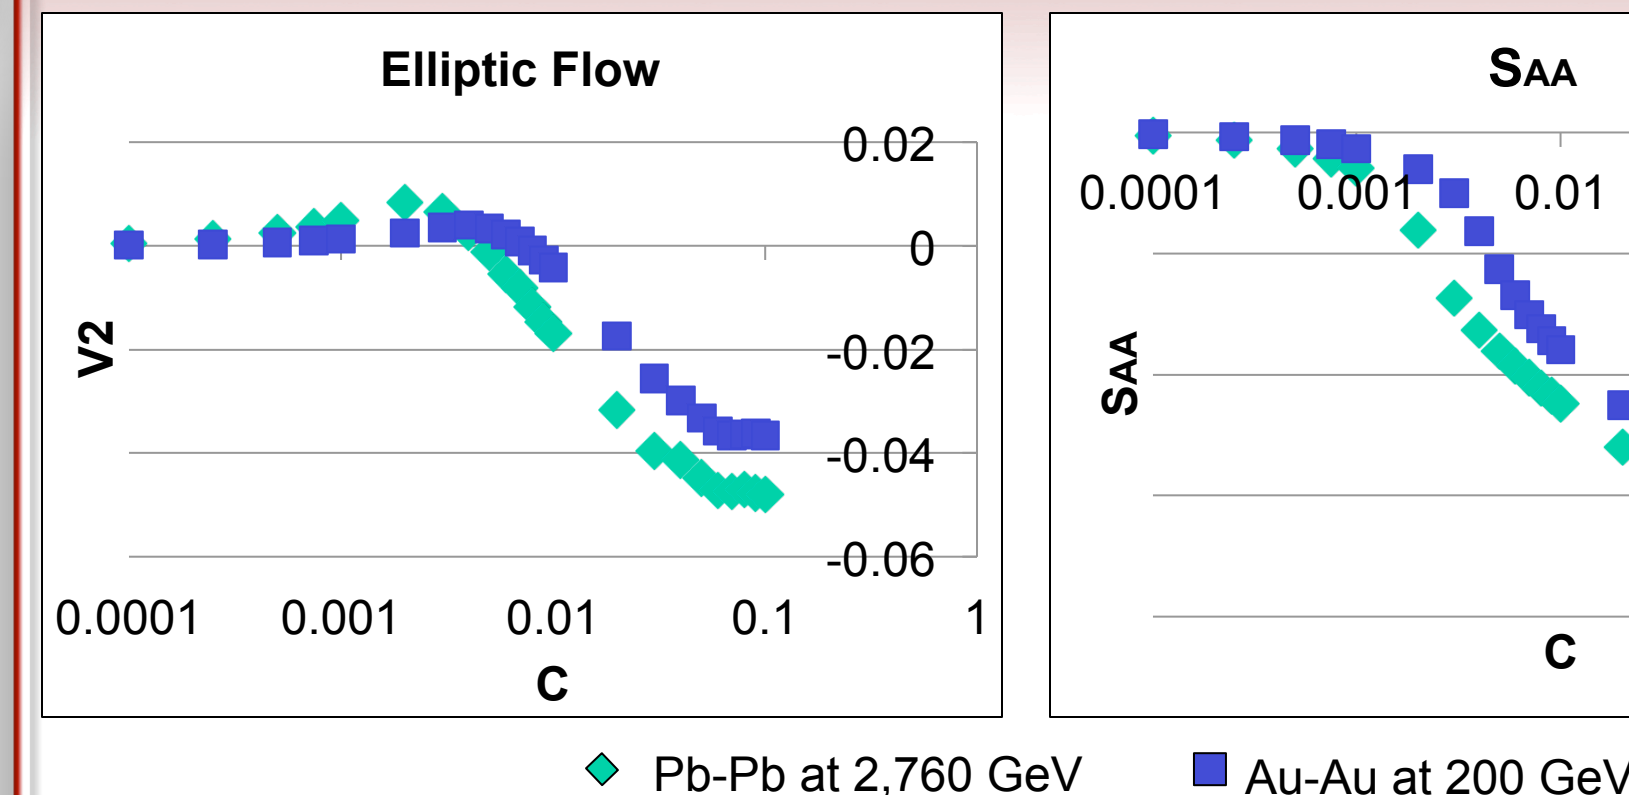 Elliptic Flow
0.02
0
-0.02
-0.04
-0.06
V2
0.0001 0.001 0.01 0.1 1
C
SAA
0.0001 0.001 0.01
SAA
C
Pb-Pb at 2,760 GeV
Au-Au at 200 GeV